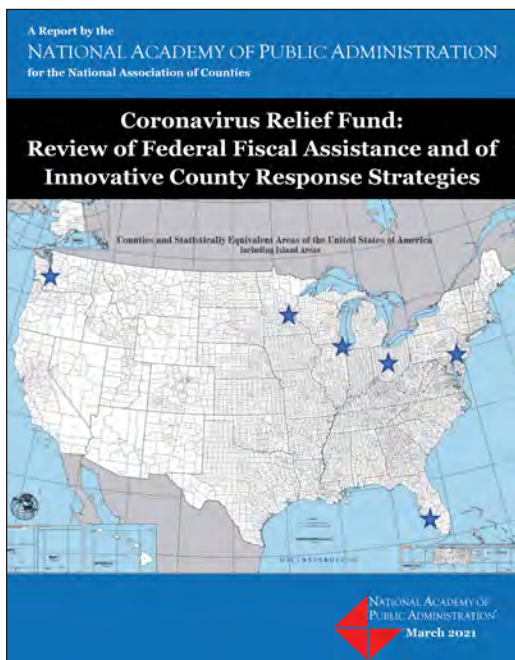 A Report by the
NATIONAL ACADEMY OF PUBLIC ADMINISTRATION
for the National Association of Counties
Coronavirus Relief Fund:
Review of Federal Fiscal Assistance and of
Innovative County Response Strategies
Counties and Statistically Equivalent Areas of the United States of America
Including Island Areas
NATIONAL ACADEMY OF
PUBLIC ADMINISTRATION®
March 2021